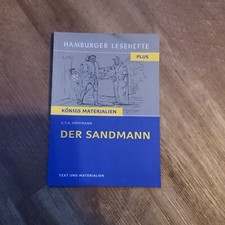 HAMBURGER LESEHEFTE
PLUS
KÖNIGS MATERIALIEN
E.T.A. HOFFMANN
DER SANDMANN
TEXT UND MATERIALIEN